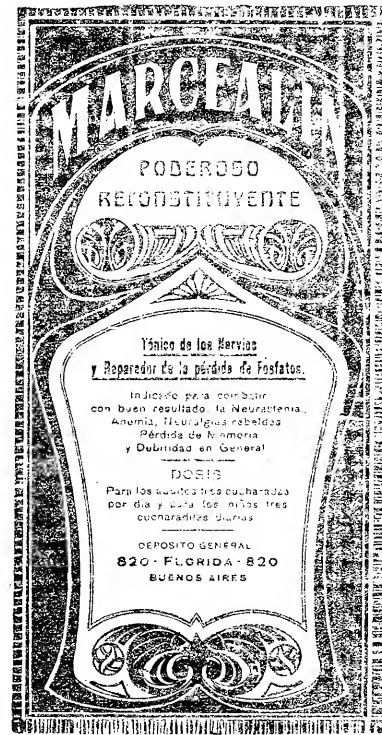 MARCEALIN
PODEROSO
RECONSTITUYENTE
Tónico de los Nervios
y Reparador de la pérdida de Fosfatos.
Indicado para combatir
con buen resultado, la Neurastenia,
Anemia, Neuralgias rebeldes
Pérdida de Memoria
y Debilidad en General
DOSIS
Para los adultos tres cucharadas
por dia y para los niños tres
cucharaditas diarias
DEPOSITO GENERAL
820 - FLORIDA - 820
BUENOS AIRES